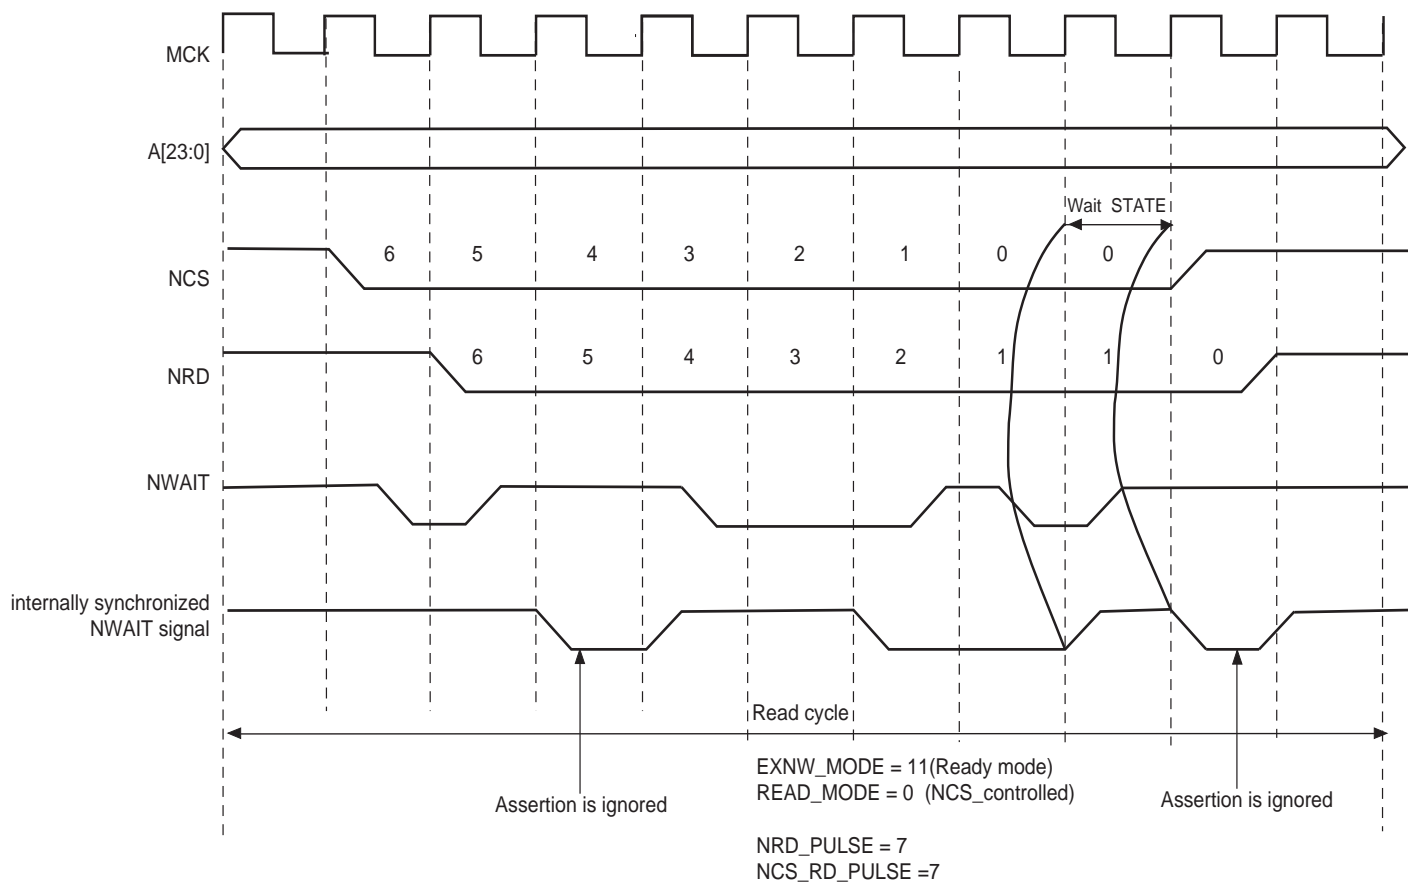 MCK
A[23:0]
Wait STATE
NCS
6 5 4 3 2 1 0 0
NRD
6 5 4 3 2 1 1 0
NWAIT
internally synchronized
NWAIT signal
Read cycle
EXNW_MODE = 11(Ready mode)
READ_MODE = 0 (NCS_controlled)
Assertion is ignored
Assertion is ignored
NRD_PULSE = 7
NCS_RD_PULSE =7